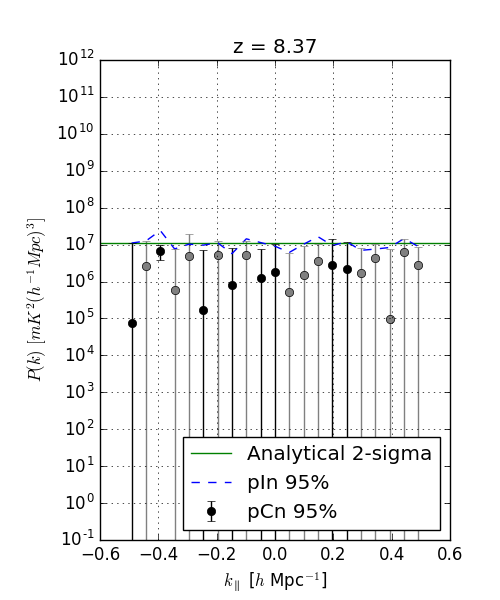 z = 8.37
10^12
10^11
10^10
10^9
10^8
10^7
10^6
10^5
10^4
10^3
10^2
10^1
10^0
10^-1
P(k) [mK^2(h^-1Mpc)^3]
Analytical 2-sigma
pIn 95%
pCn 95%
−0.6 −0.4 −0.2 0.0 0.2 0.4 0.6
k_∥ [h Mpc^-1]